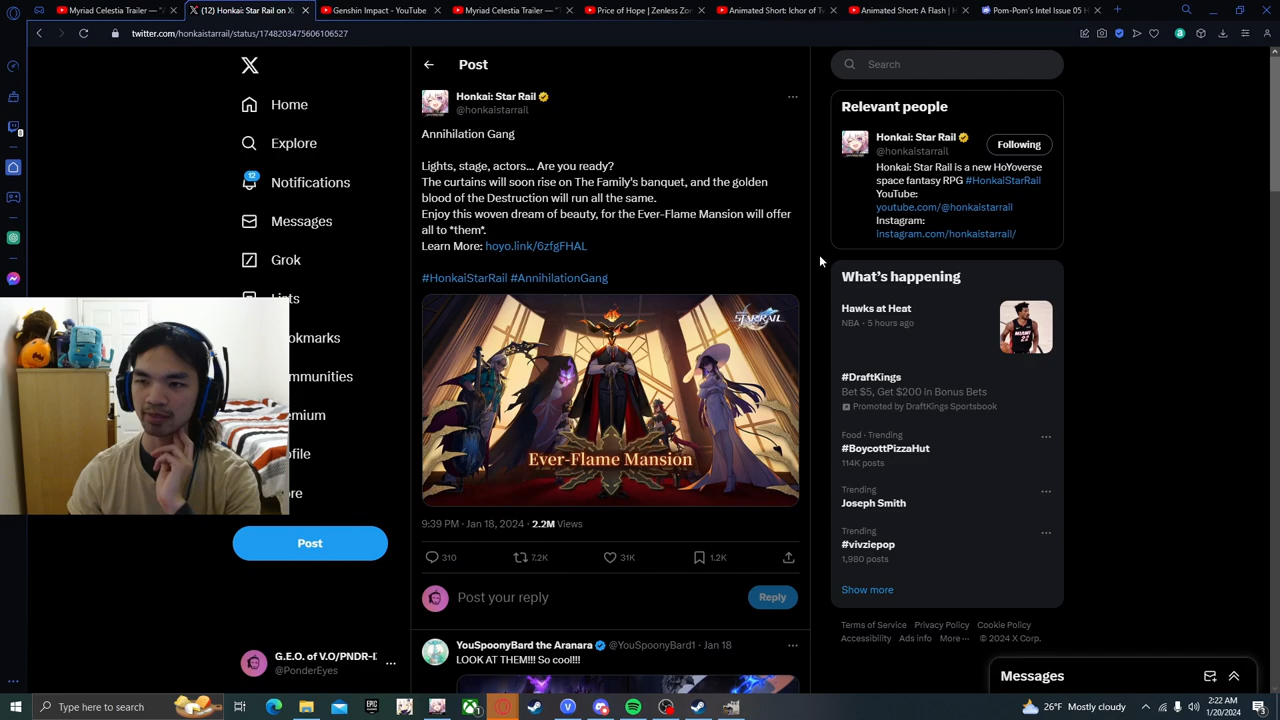 Myriad Celestia Trailer — "A
(12) Honkai: Star Rail on X
Genshin Impact - YouTube
Myriad Celestia Trailer — "
Price of Hope | Zenless Zon
Animated Short: Ichor of Tw
Animated Short: A Flash | H
Pom-Pom's Intel Issue 05 H
twitter.com/honkaistarrail/status/1748203475606106527
Home
Explore
12
Notifications
Messages
Grok
Lists
okmarks
mmunities
emium
ofile
ore
Post
G.E.O. of V.O/PNDR-I
@PonderEyes
Post
Honkai: Star Rail
@honkaistarrail
Annihilation Gang
Lights, stage, actors... Are you ready?
The curtains will soon rise on The Family's banquet, and the golden
blood of the Destruction will run all the same.
Enjoy this woven dream of beauty, for the Ever-Flame Mansion will offer
all to *them*.
Learn More: hoyo.link/6zfgFHAL
#HonkaiStarRail #AnnihilationGang
STAR RAIL
Ever-Flame Mansion
9:39 PM · Jan 18, 2024 · 2.2M Views
310
7.2K
31K
1.2K
Post your reply
Reply
YouSpoonyBard the Aranara @YouSpoonyBard1 · Jan 18
LOOK AT THEM!!! So cool!!!
Search
Relevant people
Honkai: Star Rail
@honkaistarrail
Following
Honkai: Star Rail is a new HoYoverse
space fantasy RPG #HonkaiStarRail
YouTube:
youtube.com/@honkaistarrail
Instagram:
instagram.com/honkaistarrail/
What's happening
Hawks at Heat
NBA · 5 hours ago
MIAMI
22
#DraftKings
Bet $5, Get $200 in Bonus Bets
Promoted by DraftKings Sportsbook
Food · Trending
#BoycottPizzaHut
114K posts
Trending
Joseph Smith
Trending
#vivziepop
1,980 posts
Show more
Terms of Service Privacy Policy Cookie Policy
Accessibility Ads info More ··· © 2024 X Corp.
Messages
Type here to search
EPIC
26°F Mostly cloudy
2:22 AM
1/20/2024